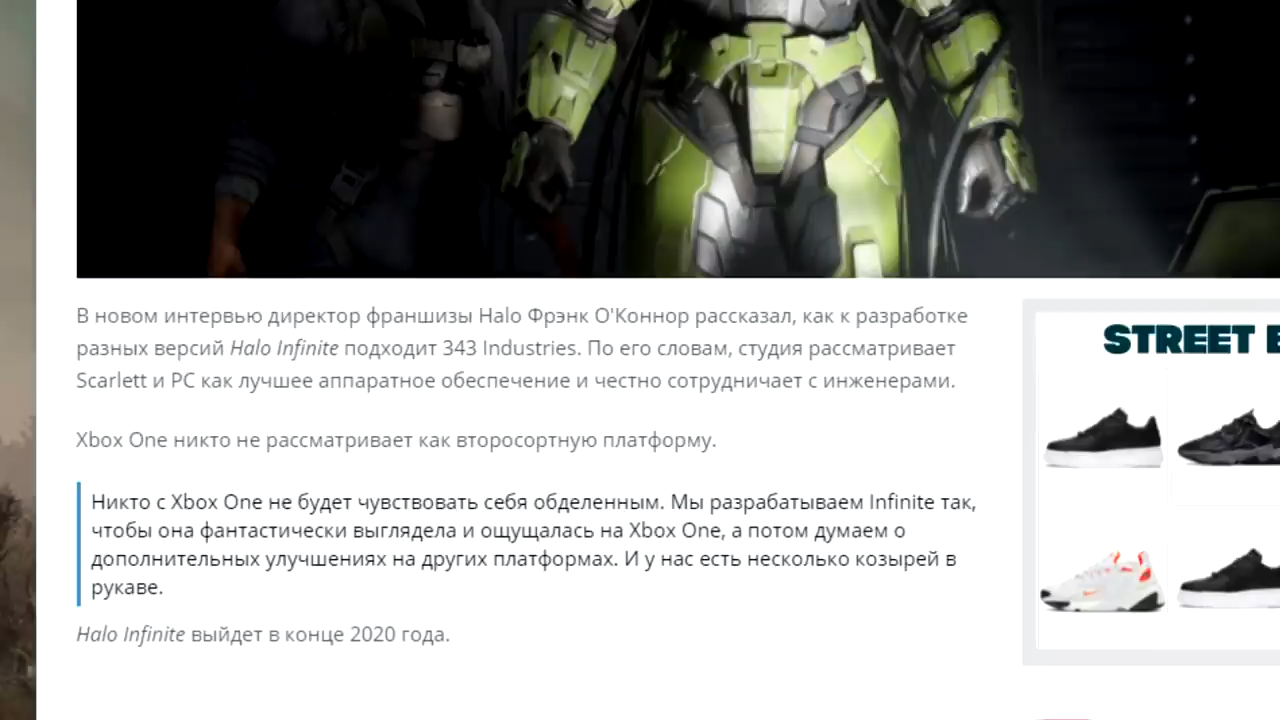 В новом интервью директор франшизы Halo Фрэнк О'Коннор рассказал, как к разработке
разных версий Halo Infinite подходит 343 Industries. По его словам, студия рассматривает
Scarlett и PC как лучшее аппаратное обеспечение и честно сотрудничает с инженерами.
Xbox One никто не рассматривает как второсортную платформу.
Никто с Xbox One не будет чувствовать себя обделенным. Мы разрабатываем Infinite так,
чтобы она фантастически выглядела и ощущалась на Xbox One, а потом думаем о
дополнительных улучшениях на других платформах. И у нас есть несколько козырей в
рукаве.
Halo Infinite выйдет в конце 2020 года.
STREET